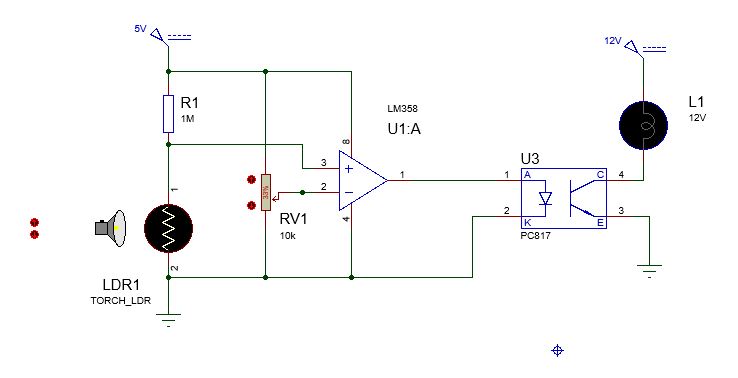 5V
R1
1M
1
2
LDR1
TORCH_LDR
33%
RV1
10k
LM358
U1:A
8
3
+
2
−
4
1
U3
1
A
2
K
C
4
E
3
PC817
12V
L1
12V